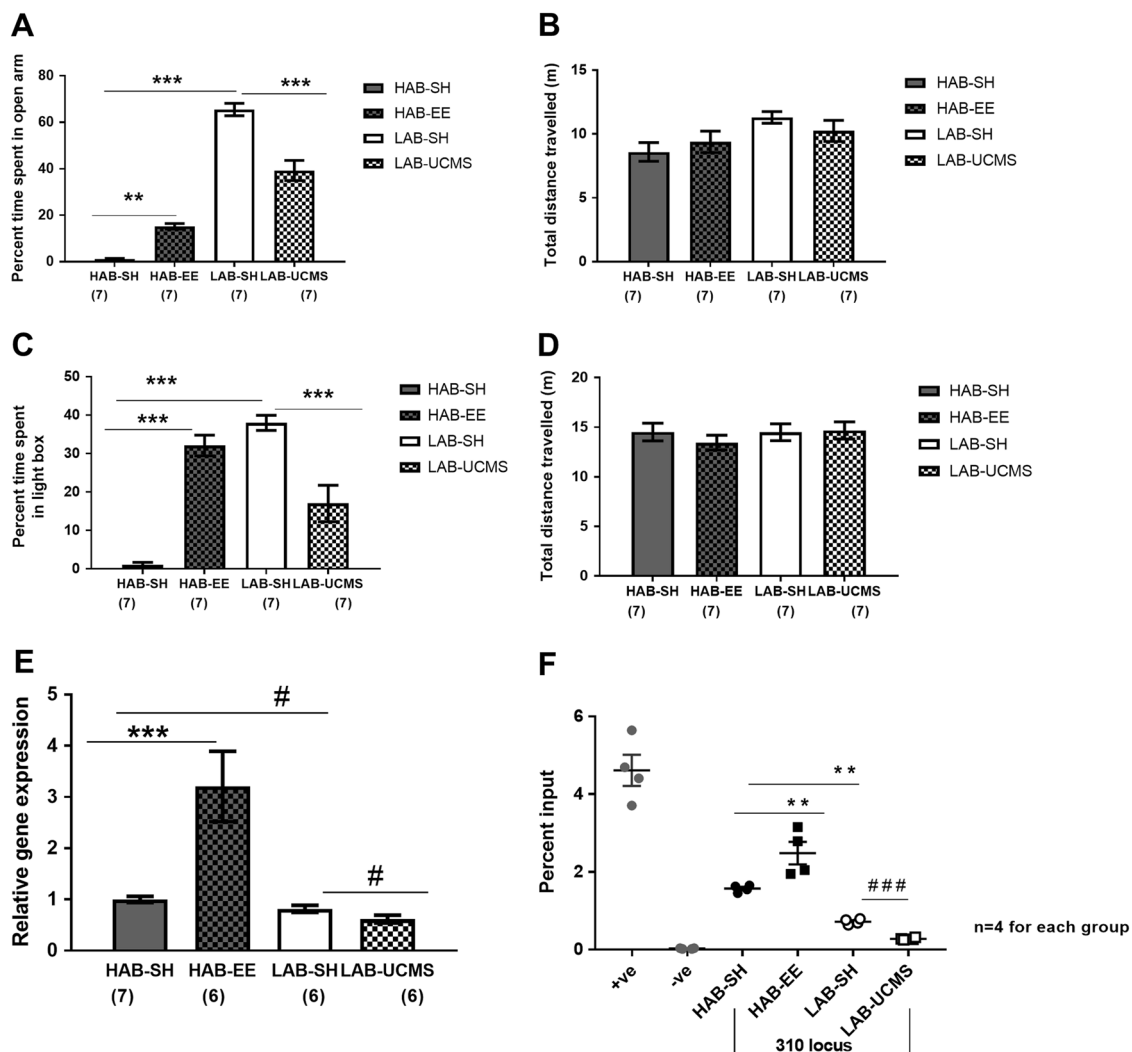 A
Percent time spent in open arm
80
60
40
20
0
***
***
**
HAB-SH
HAB-EE
LAB-SH
LAB-UCMS
(7)
(7)
(7)
(7)
HAB-SH
HAB-EE
LAB-SH
LAB-UCMS
B
Total distance travelled (m)
15
10
5
0
HAB-SH
HAB-EE
LAB-SH
LAB-UCMS
(7)
(7)
(7)
(7)
HAB-SH
HAB-EE
LAB-SH
LAB-UCMS
C
Percent time spent
in light box
50
40
30
20
10
0
***
***
***
HAB-SH
HAB-EE
LAB-SH
LAB-UCMS
(7)
(7)
(7)
(7)
HAB-SH
HAB-EE
LAB-SH
LAB-UCMS
D
Total distance travelled (m)
20
15
10
5
0
HAB-SH
HAB-EE
LAB-SH
LAB-UCMS
(7)
(7)
(7)
(7)
HAB-SH
HAB-EE
LAB-SH
LAB-UCMS
E
Relative gene expression
5
4
3
2
1
0
#
***
#
HAB-SH
HAB-EE
LAB-SH
LAB-UCMS
(7)
(6)
(6)
(6)
F
Percent input
6
4
2
0
**
**
###
+ve
-ve
HAB-SH
HAB-EE
LAB-SH
LAB-UCMS
310 locus
n=4 for each group